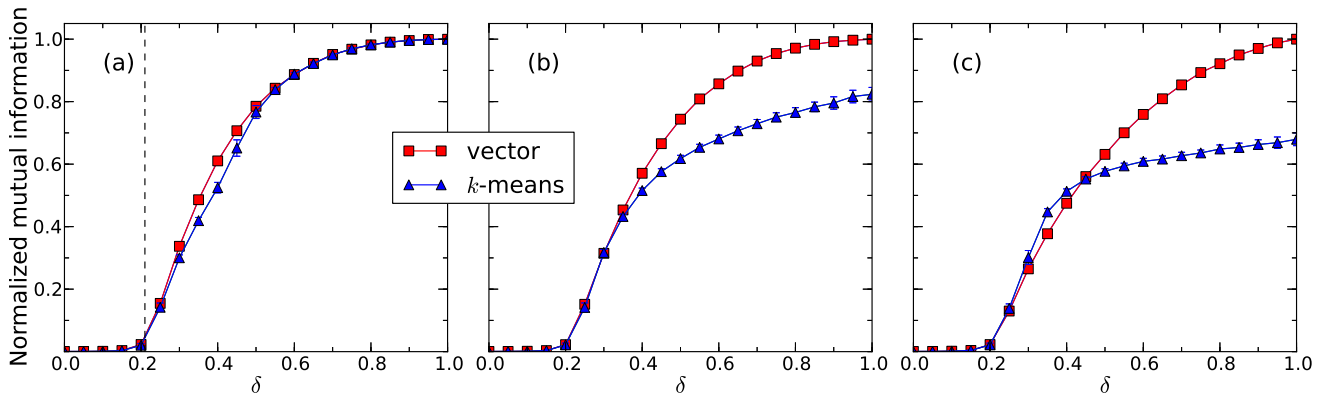 Normalized mutual information
1.0
0.8
0.6
0.4
0.2
(a)
(b)
(c)
vector
k-means
0.0 0.2 0.4 0.6 0.8 1.0
δ
0.0 0.2 0.4 0.6 0.8 1.0
δ
0.0 0.2 0.4 0.6 0.8 1.0
δ